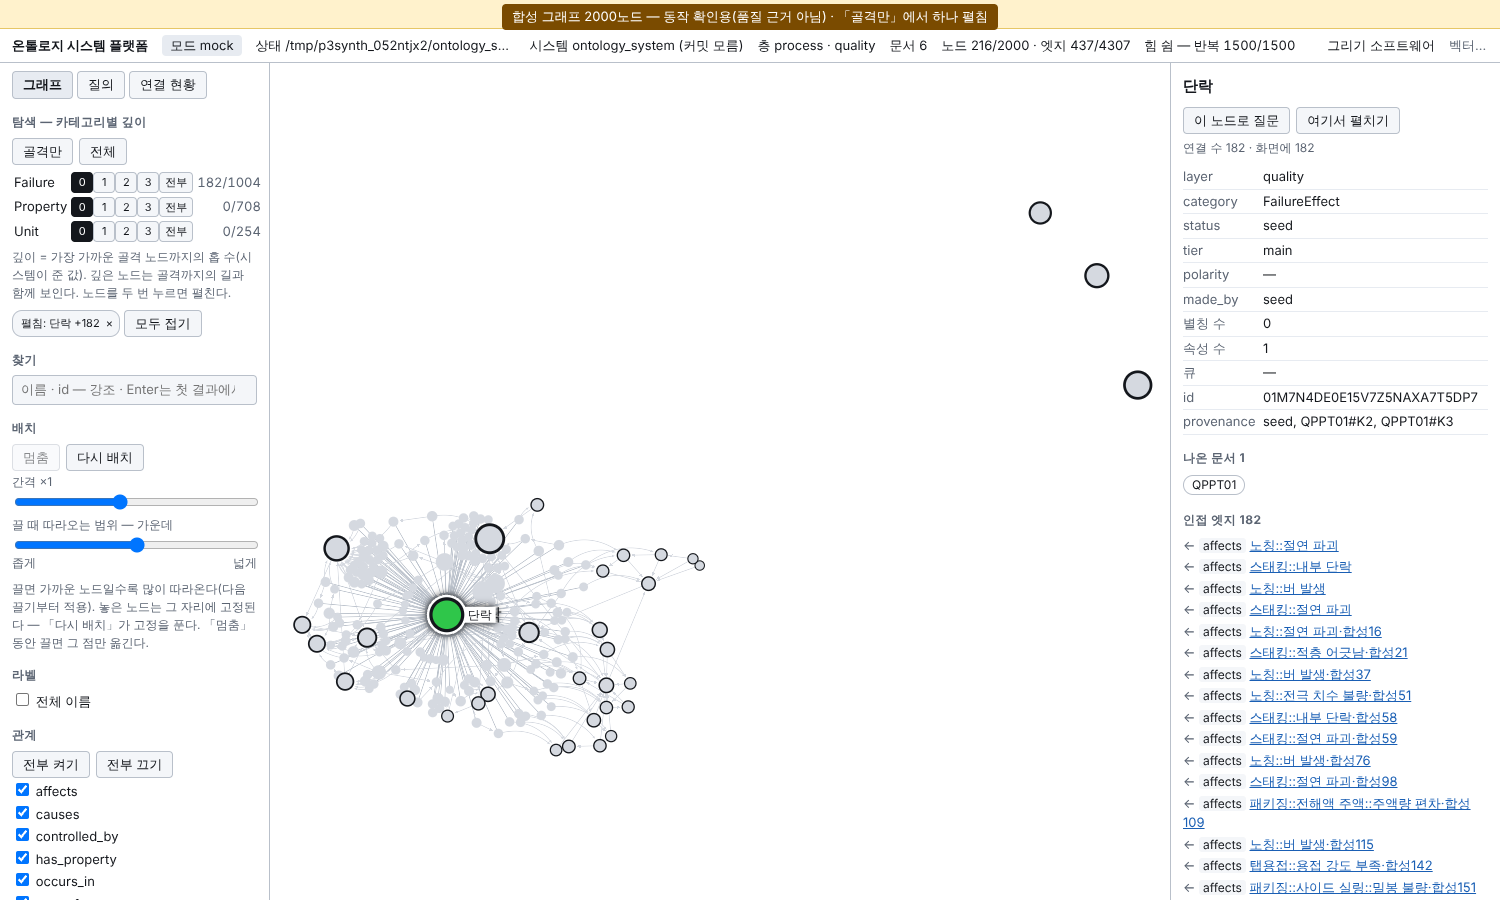 합성 그래프 2000노드 — 동작 확인용(품질 근거 아님) · 「골격만」에서 하나 펼침
온톨로지 시스템 플랫폼 모드 mock 상태 /tmp/p3synth_052ntjx2/ontology_s... 시스템 ontology_system (커밋 모름) 층 process · quality 문서 6 노드 216/2000 · 엣지 437/4307 힘 쉼 — 반복 1500/1500 그리기 소프트웨어 벡터...
그래프 질의 연결 현황
탐색 — 카테고리별 깊이
골격만 전체
Failure 0 1 2 3 전부 182/1004
Property 0 1 2 3 전부 0/708
Unit 0 1 2 3 전부 0/254
깊이 = 가장 가까운 골격 노드까지의 홉 수(시
스템이 준 값). 깊은 노드는 골격까지의 길과
함께 보인다. 노드를 두 번 누르면 펼친다.
펼침: 단락 +182 × 모두 접기
찾기
이름 · id — 강조 · Enter는 첫 결과에서
배치
멈춤 다시 배치
간격 ×1
끌 때 따라오는 범위 — 가운데
좁게 넓게
끌면 가까운 노드일수록 많이 따라온다(다음
끌기부터 적용). 놓은 노드는 그 자리에 고정된
다 — 「다시 배치」가 고정을 푼다. 「멈춤」
동안 끌면 그 점만 옮긴다.
라벨
전체 이름
관계
전부 켜기 전부 끄기
affects
causes
controlled_by
has_property
occurs_in
단락
단락
이 노드로 질문 여기서 펼치기
연결 수 182 · 화면에 182
layer quality
category FailureEffect
status seed
tier main
polarity —
made_by seed
별칭 수 0
속성 수 1
큐 —
id 01M7N4DE0E15V7Z5NAXA7T5DP7
provenance seed, QPPT01#K2, QPPT01#K3
나온 문서 1
QPPT01
인접 엣지 182
← affects 노칭::절연 파괴
← affects 스태킹::내부 단락
← affects 노칭::버 발생
← affects 스태킹::절연 파괴
← affects 노칭::절연 파괴·합성16
← affects 스태킹::적층 어긋남·합성21
← affects 노칭::버 발생·합성37
← affects 노칭::전극 치수 불량·합성51
← affects 스태킹::내부 단락·합성58
← affects 스태킹::절연 파괴·합성59
← affects 노칭::버 발생·합성76
← affects 스태킹::절연 파괴·합성98
← affects 패키징::전해액 주액::주액량 편차·합성
109
← affects 노칭::버 발생·합성115
← affects 탭용접::용접 강도 부족·합성142
← affects 패키징::사이드 실링::밀봉 불량·합성151